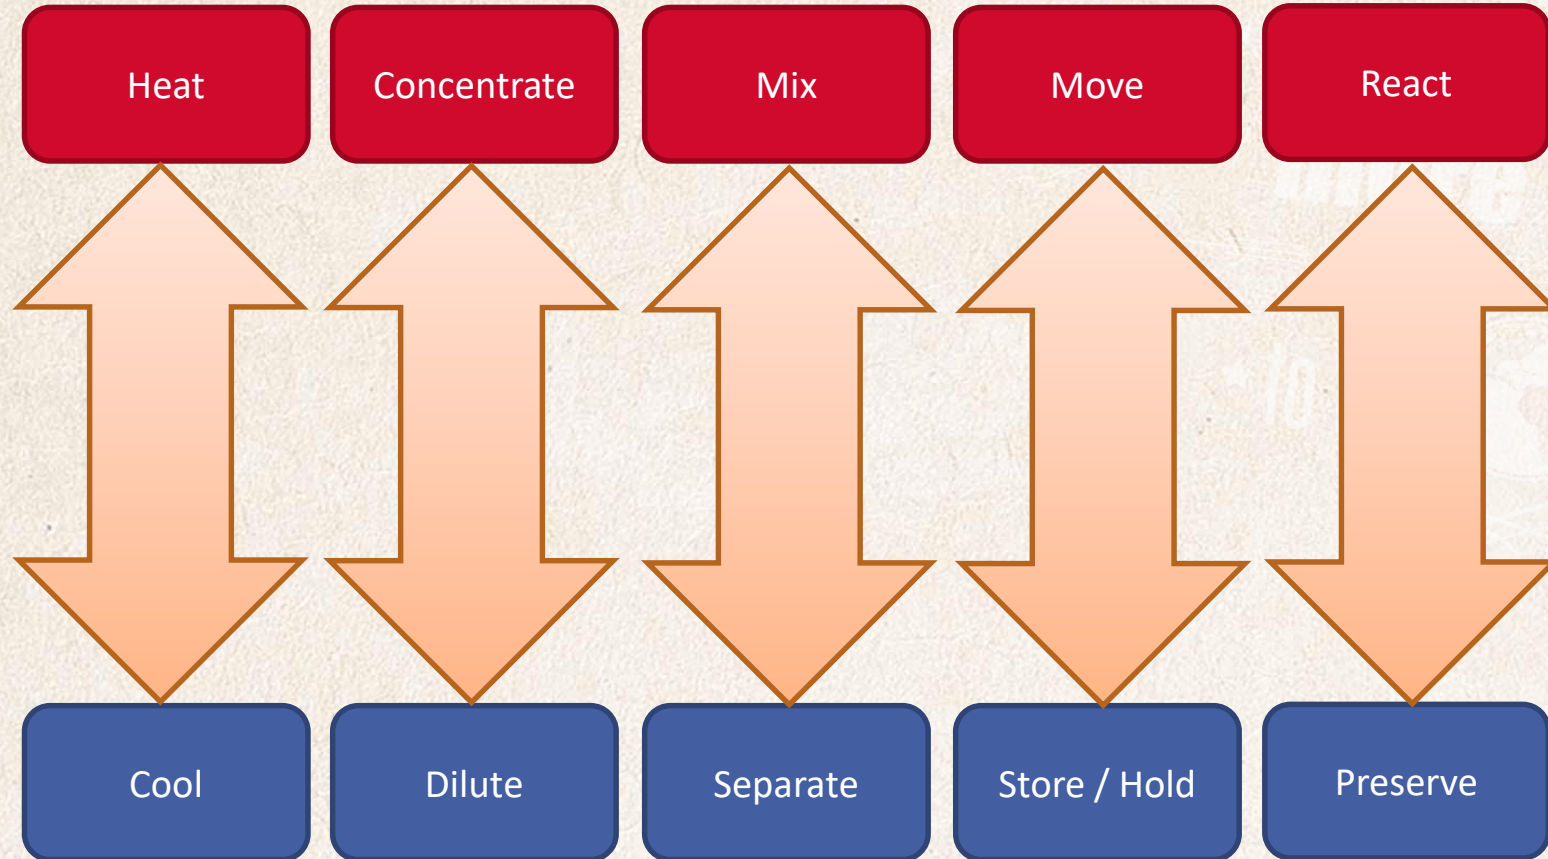 Heat
Concentrate
Mix
Move
React
Cool
Dilute
Separate
Store / Hold
Preserve